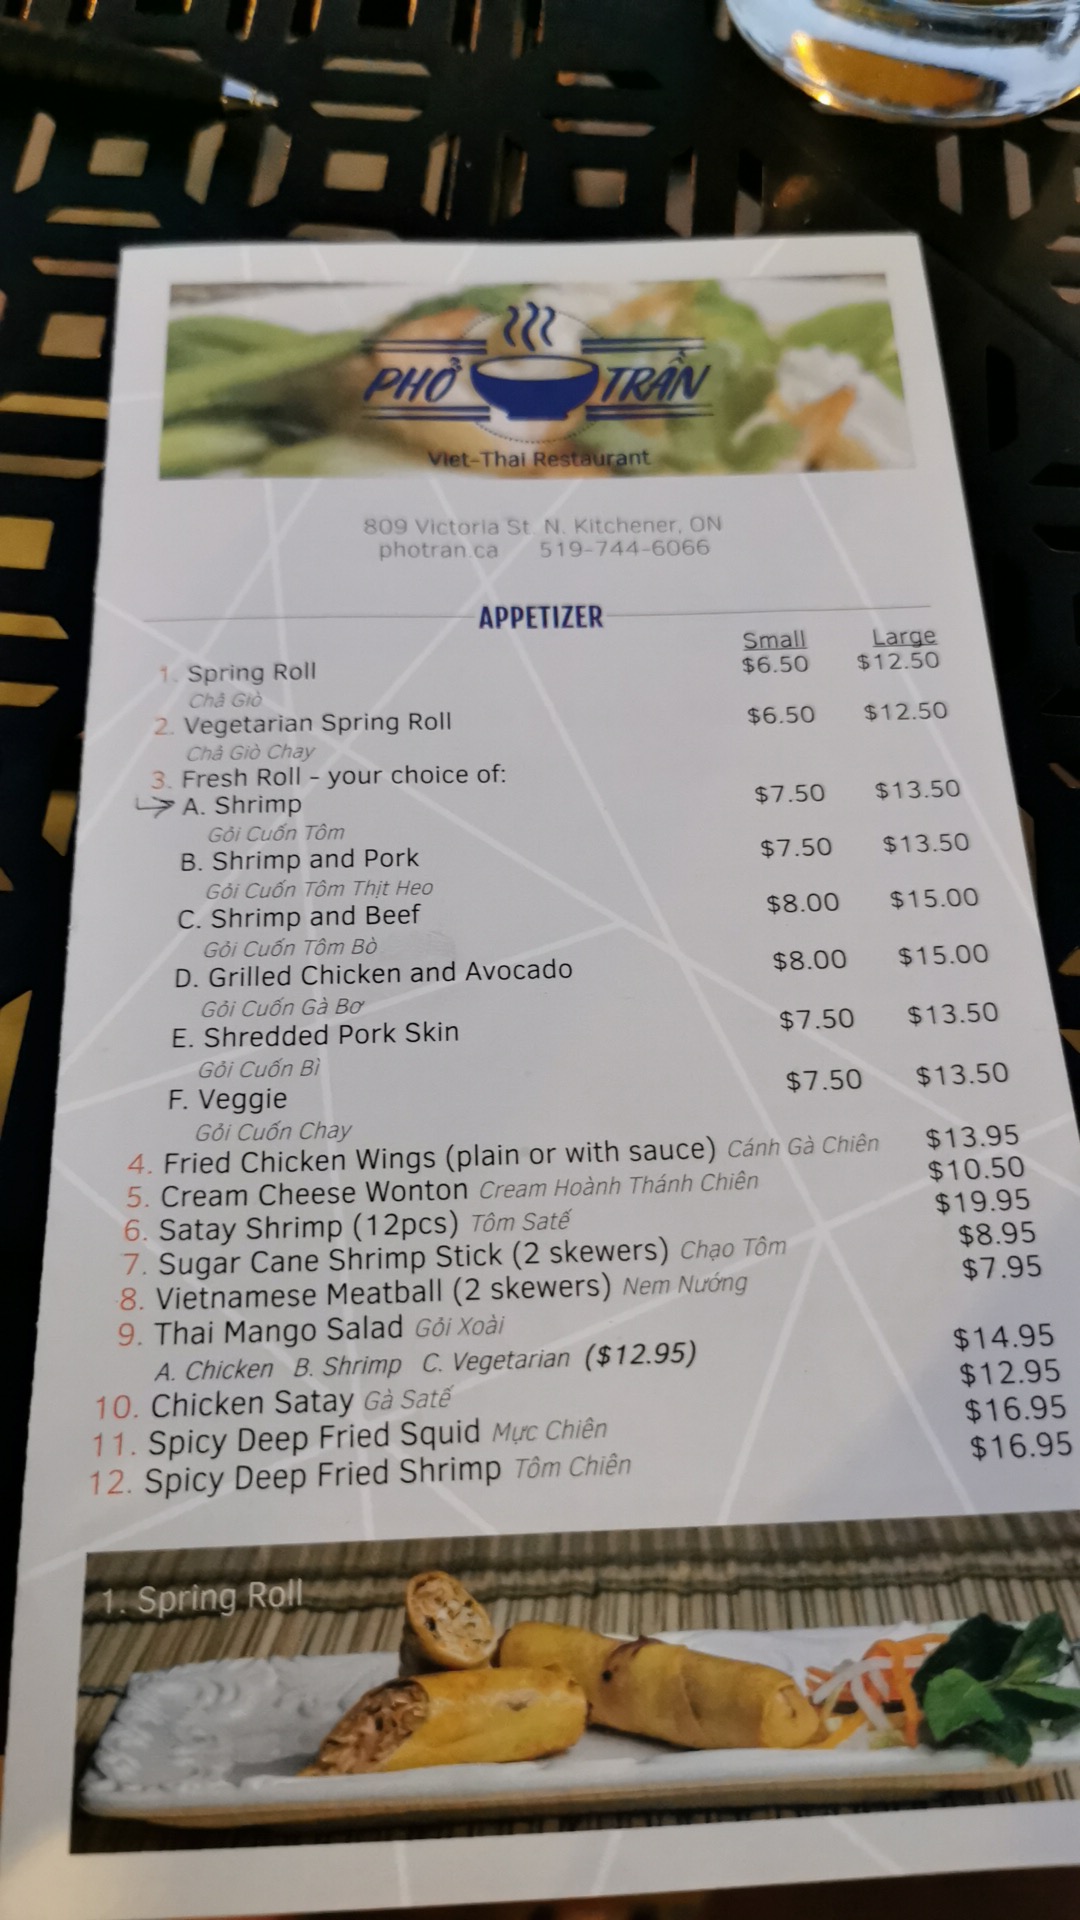 PHỞ TRẦN
Viet-Thai Restaurant
809 Victoria St. N. Kitchener, ON
photran.ca 519-744-6066
APPETIZER
Small Large
1. Spring Roll $6.50 $12.50
Chả Giò
2. Vegetarian Spring Roll $6.50 $12.50
Chả Giò Chay
3. Fresh Roll - your choice of:
A. Shrimp $7.50 $13.50
Gỏi Cuốn Tôm
B. Shrimp and Pork $7.50 $13.50
Gỏi Cuốn Tôm Thịt Heo
C. Shrimp and Beef $8.00 $15.00
Gỏi Cuốn Tôm Bò
D. Grilled Chicken and Avocado $8.00 $15.00
Gỏi Cuốn Gà Bơ
E. Shredded Pork Skin $7.50 $13.50
Gỏi Cuốn Bì
F. Veggie $7.50 $13.50
Gỏi Cuốn Chay
4. Fried Chicken Wings (plain or with sauce) Cánh Gà Chiên $13.95
5. Cream Cheese Wonton Cream Hoành Thánh Chiên $10.50
6. Satay Shrimp (12pcs) Tôm Satế $19.95
7. Sugar Cane Shrimp Stick (2 skewers) Chạo Tôm $8.95
8. Vietnamese Meatball (2 skewers) Nem Nướng $7.95
9. Thai Mango Salad Gỏi Xoài $14.95
A. Chicken B. Shrimp C. Vegetarian ($12.95)
10. Chicken Satay Gà Satế $12.95
11. Spicy Deep Fried Squid Mực Chiên $16.95
12. Spicy Deep Fried Shrimp Tôm Chiên $16.95
1. Spring Roll